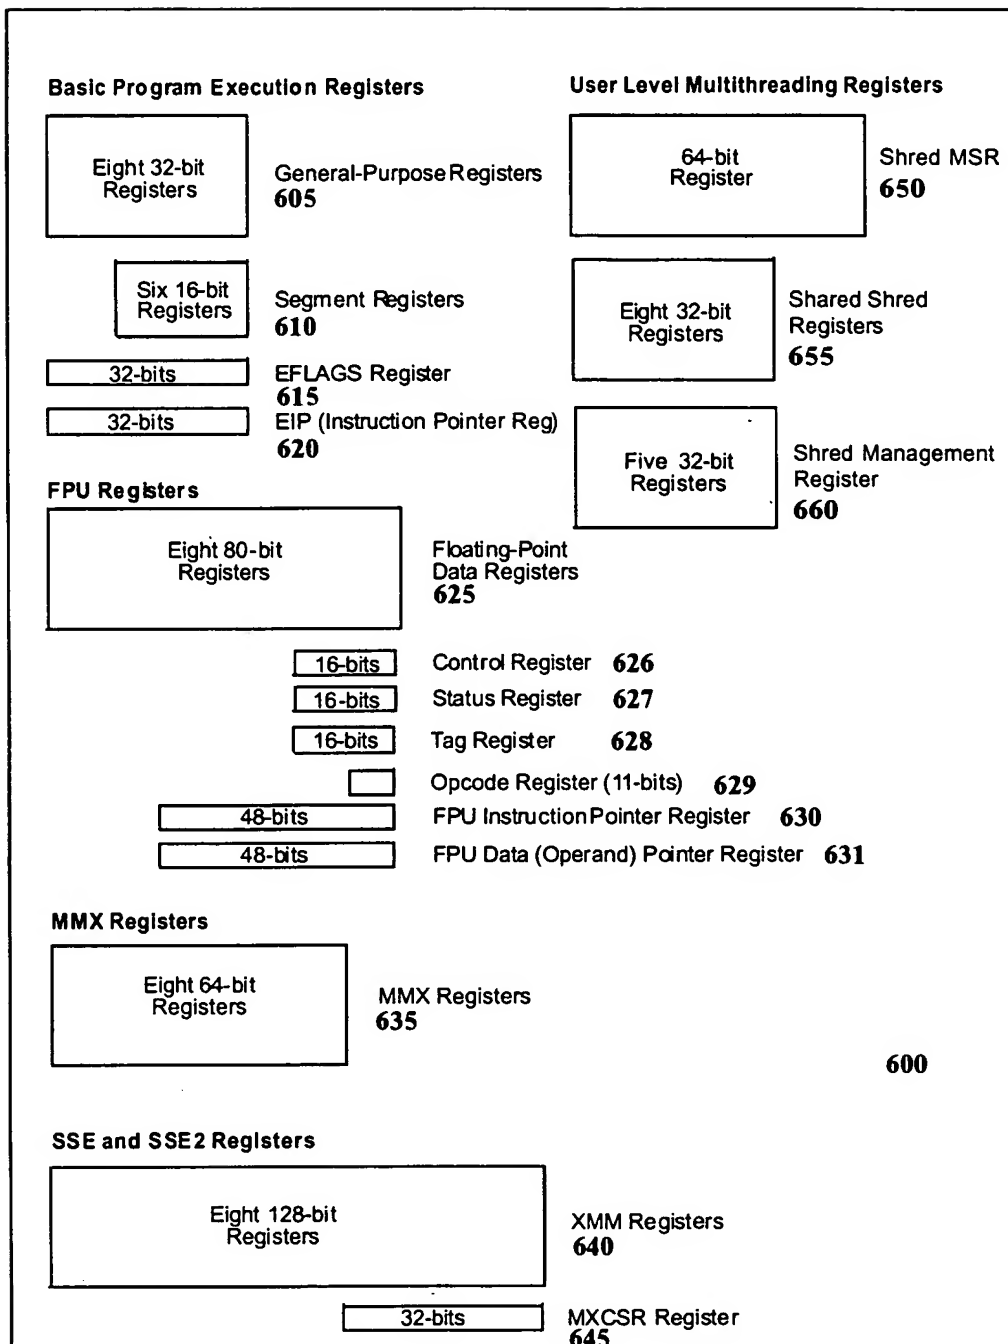 Basic Program Execution Registers
Eight 32-bit
Registers
General-Purpose Registers
605
Six 16-bit
Registers
Segment Registers
610
32-bits
EFLAGS Register
615
32-bits
EIP (Instruction Pointer Reg)
620
User Level Multithreading Registers
64-bit
Register
Shred MSR
650
Eight 32-bit
Registers
Shared Shred
Registers
655
Five 32-bit
Registers
Shred Management
Register
660
FPU Registers
Eight 80-bit
Registers
Floating-Point
Data Registers
625
16-bits
Control Register 626
16-bits
Status Register 627
16-bits
Tag Register 628
Opcode Register (11-bits) 629
48-bits
FPU Instruction Pointer Register 630
48-bits
FPU Data (Operand) Pointer Register 631
MMX Registers
Eight 64-bit
Registers
MMX Registers
635
600
SSE and SSE2 Registers
Eight 128-bit
Registers
XMM Registers
640
32-bits
MXCSR Register
645